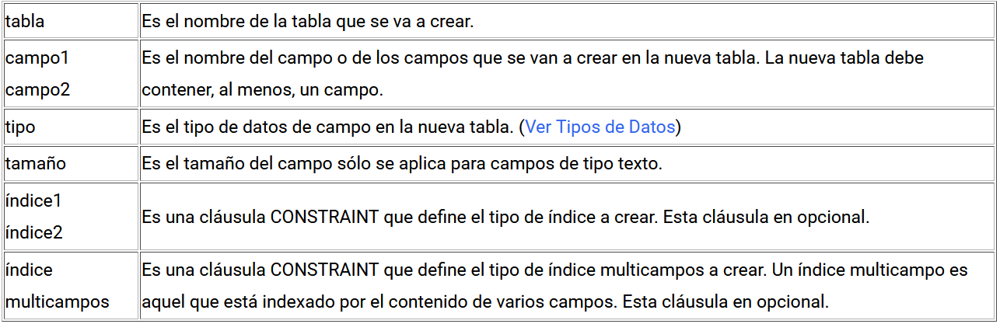 tabla
Es el nombre de la tabla que se va a crear.
campo1
campo2
Es el nombre del campo o de los campos que se van a crear en la nueva tabla. La nueva tabla debe
contener, al menos, un campo.
tipo
Es el tipo de datos de campo en la nueva tabla. (Ver Tipos de Datos)
tamaño
Es el tamaño del campo sólo se aplica para campos de tipo texto.
índice1
índice2
Es una cláusula CONSTRAINT que define el tipo de índice a crear. Esta cláusula en opcional.
índice
multicampos
Es una cláusula CONSTRAINT que define el tipo de índice multicampos a crear. Un índice multicampo es
aquel que está indexado por el contenido de varios campos. Esta cláusula en opcional.